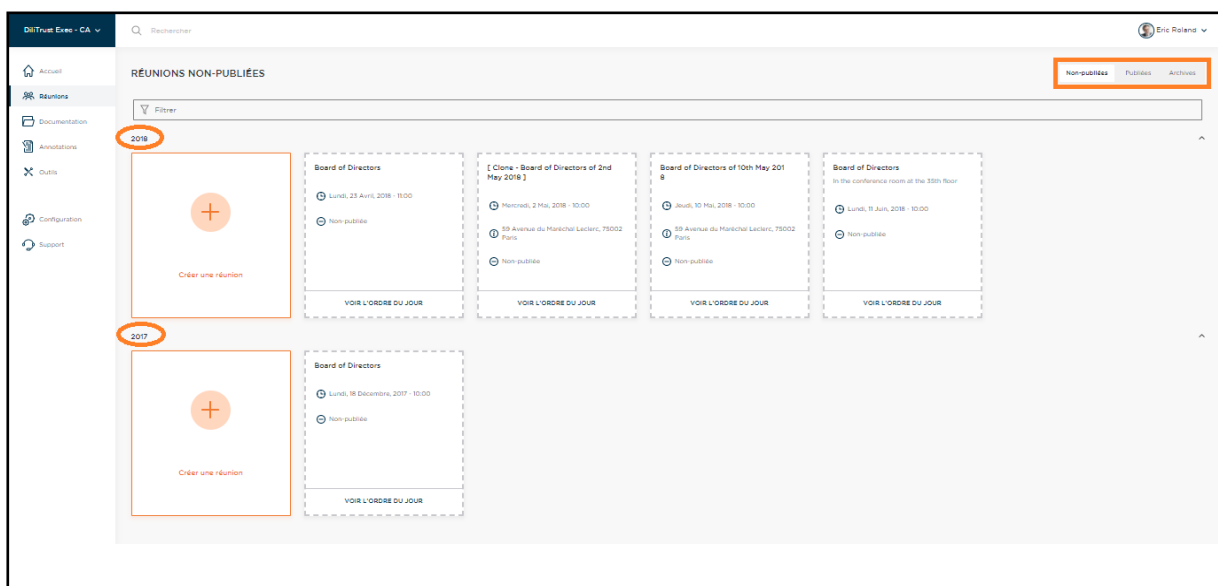 DiliTrust Exec - CA
Rechercher
Eric Roland
Accueil
Réunions
Documentation
Annotations
Outils
Configuration
Support
RÉUNIONS NON-PUBLIÉES
Non-publiées Publiées Archives
Filtrer
2018
Créer une réunion
Board of Directors
Lundi, 23 Avril, 2018 - 11:00
Non-publiée
VOIR L'ORDRE DU JOUR
[ Clone - Board of Directors of 2nd
May 2018 ]
Mercredi, 2 Mai, 2018 - 10:00
59 Avenue du Maréchal Leclerc, 75002
Paris
Non-publiée
VOIR L'ORDRE DU JOUR
Board of Directors of 10th May 201
8
Jeudi, 10 Mai, 2018 - 10:00
59 Avenue du Maréchal Leclerc, 75002
Paris
Non-publiée
VOIR L'ORDRE DU JOUR
Board of Directors
In the conference room at the 35th floor
Lundi, 11 Juin, 2018 - 10:00
Non-publiée
VOIR L'ORDRE DU JOUR
2017
Créer une réunion
Board of Directors
Lundi, 18 Décembre, 2017 - 10:00
Non-publiée
VOIR L'ORDRE DU JOUR